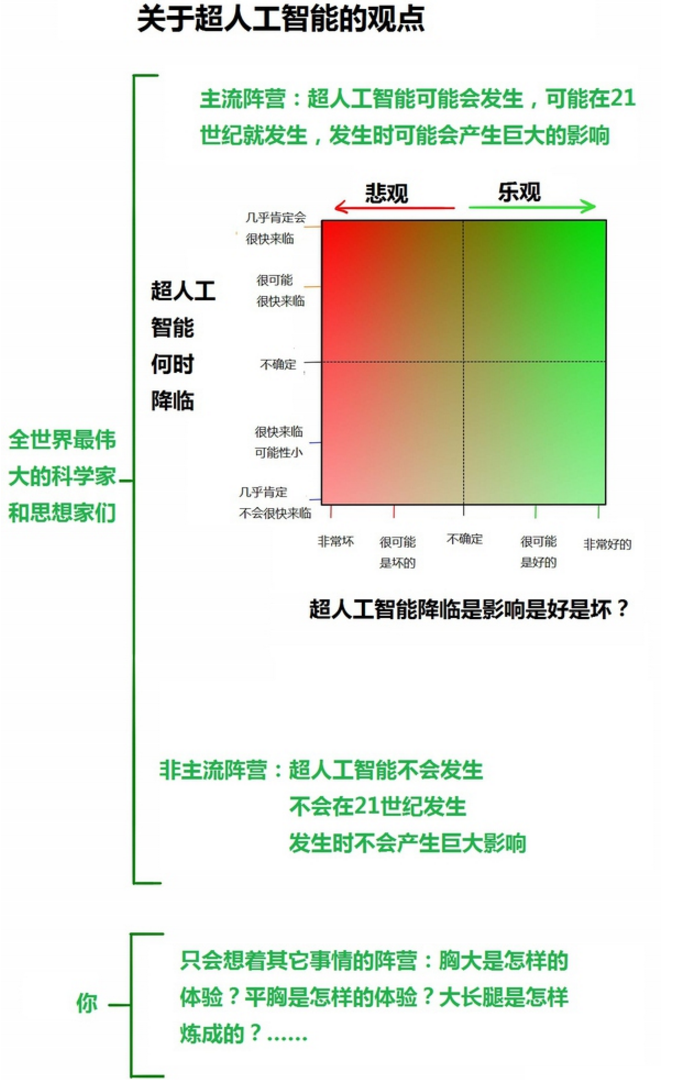 关于超人工智能的观点
主流阵营：超人工智能可能会发生，可能在21
世纪就发生，发生时可能会产生巨大的影响
悲观
乐观
几乎肯定会
很快来临
很可能
很快来临
不确定
很快来临
可能性小
几乎肯定
不会很快来临
超人工
智能
何时
降临
非常坏
很可能
是坏的
不确定
很可能
是好的
非常好的
超人工智能降临是影响是好是坏？
全世界最伟
大的科学家
和思想家们
非主流阵营：超人工智能不会发生
不会在21世纪发生
发生时不会产生巨大影响
你
只会想着其它事情的阵营：胸大是怎样的
体验？平胸是怎样的体验？大长腿是怎样
炼成的？……